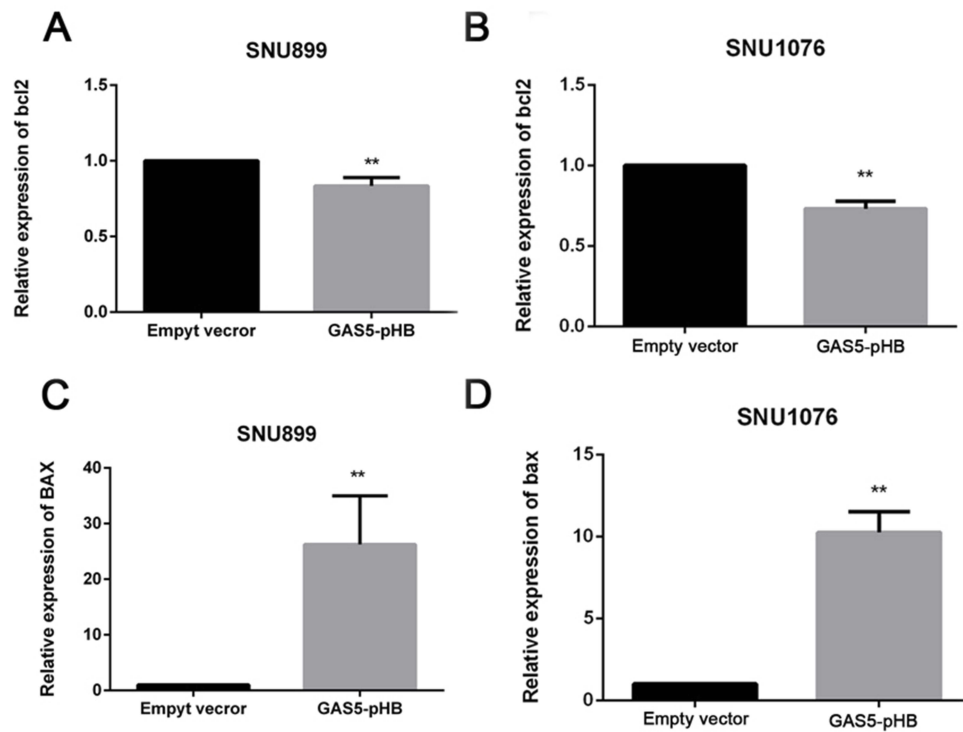 A
SNU899
Relative expression of bcl2
1.5
1.0
0.5
0.0
**
Empyt vecror
GAS5-pHB
B
SNU1076
Relative expression of bcl2
1.5
1.0
0.5
0.0
**
Empty vector
GAS5-pHB
C
SNU899
Relative expression of BAX
40
30
20
10
0
**
Empyt vecror
GAS5-pHB
D
SNU1076
Relative expression of bax
15
10
5
0
**
Empty vector
GAS5-pHB